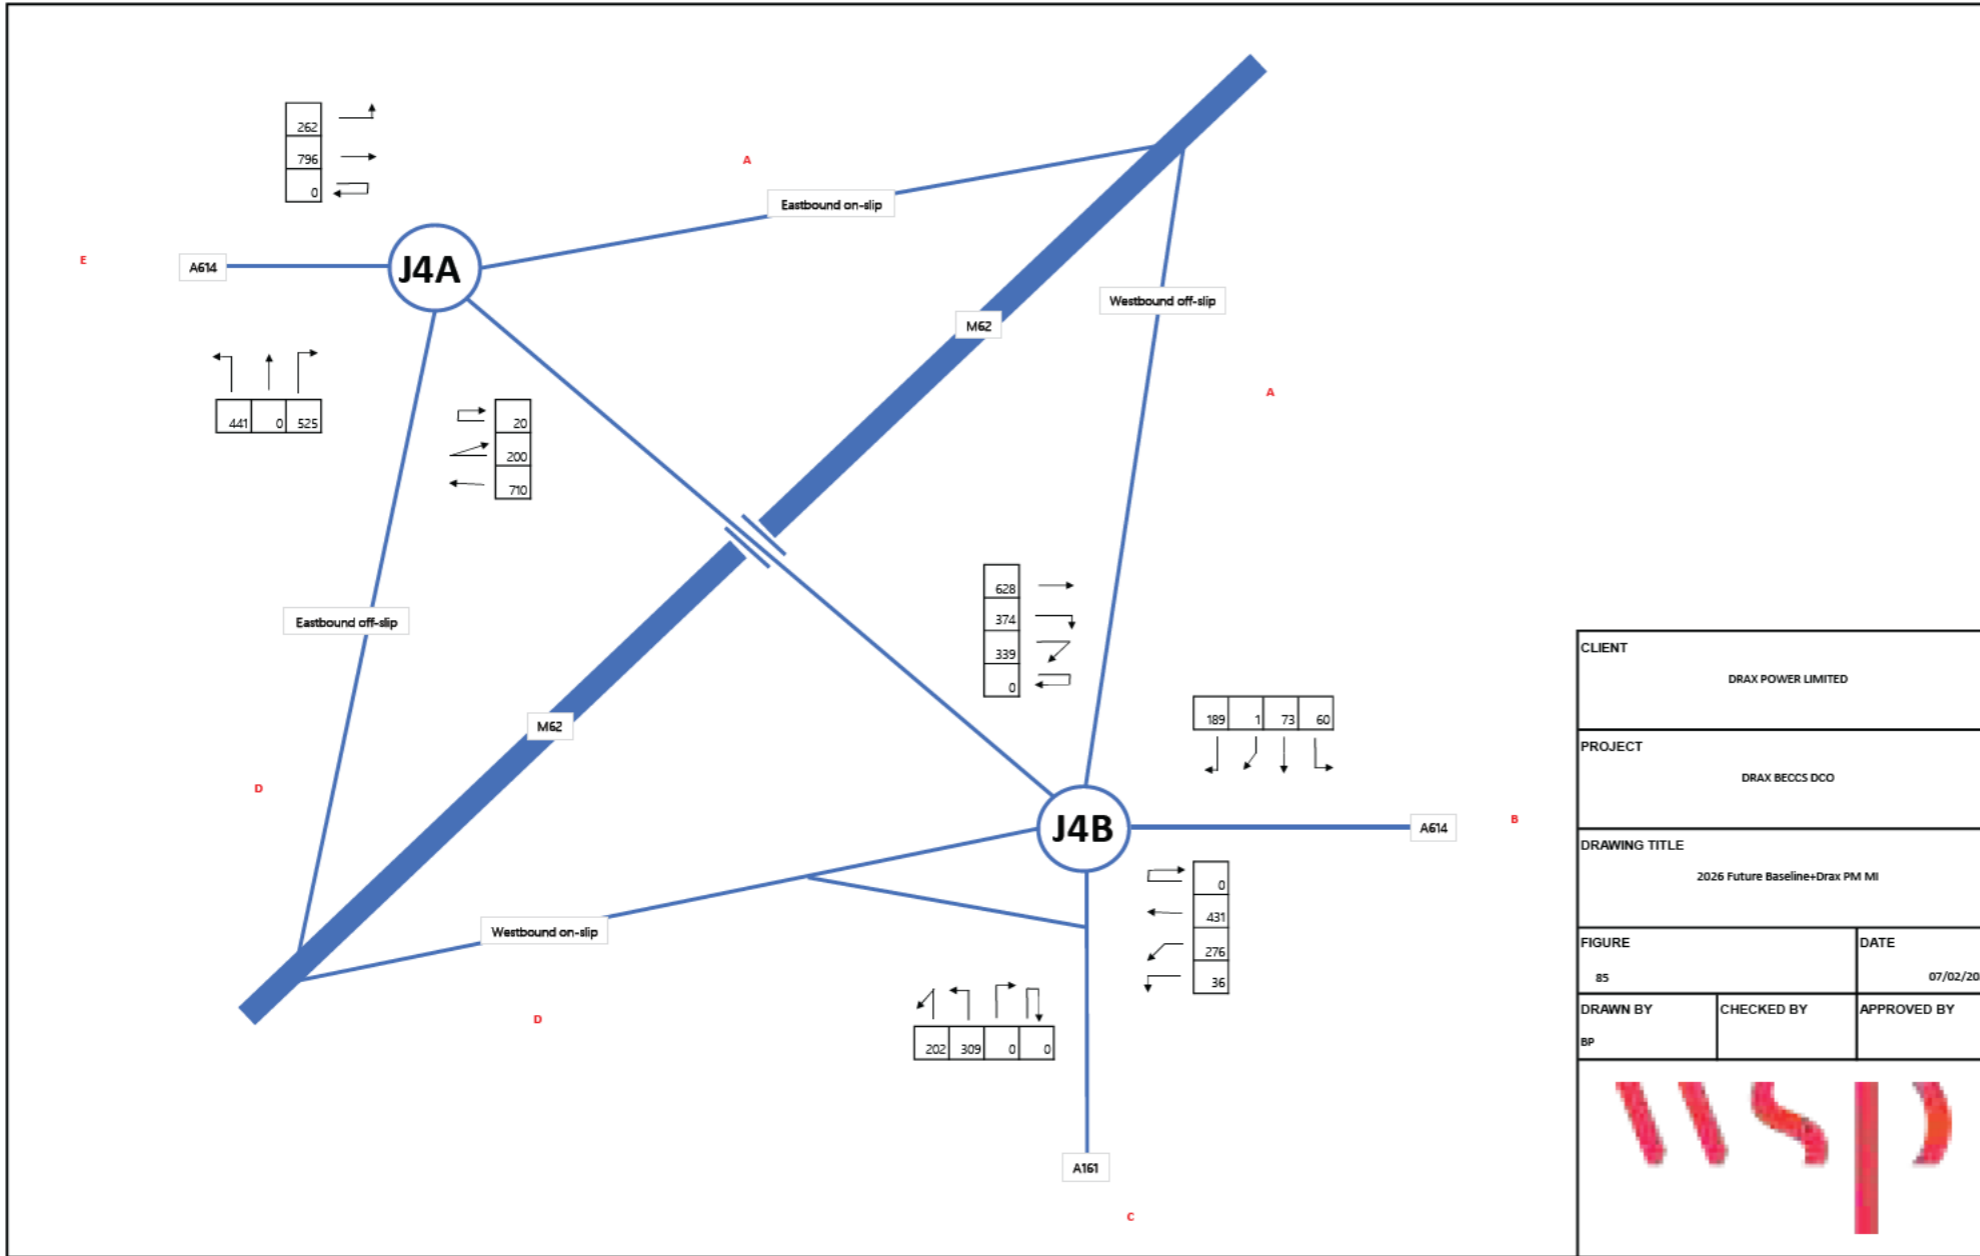 262
796
0
A
Eastbound on-slip
E
A614
J4A
Westbound off-slip
M62
A
441 0 525
20
200
710
628
374
339
0
Eastbound off-slip
M62
189 1 73 60
D
J4B
A614
B
0
431
276
36
Westbound on-slip
D
202 309 0 0
A161
C
CLIENT
DRAX POWER LIMITED
PROJECT
DRAX BECCS DCO
DRAWING TITLE
2026 Future Baseline+Drax PM MI
FIGURE DATE
85 07/02/20
DRAWN BY CHECKED BY APPROVED BY
BP
wsp